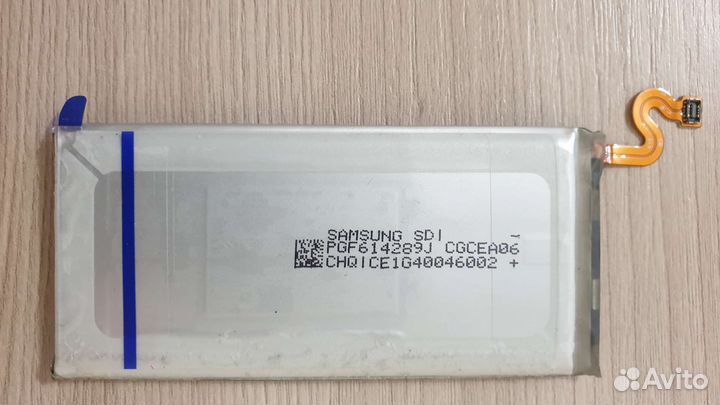 SAMSUNG SDI -
PGF614289J CGCEA06
CHQICE1G40046002 +
Avito